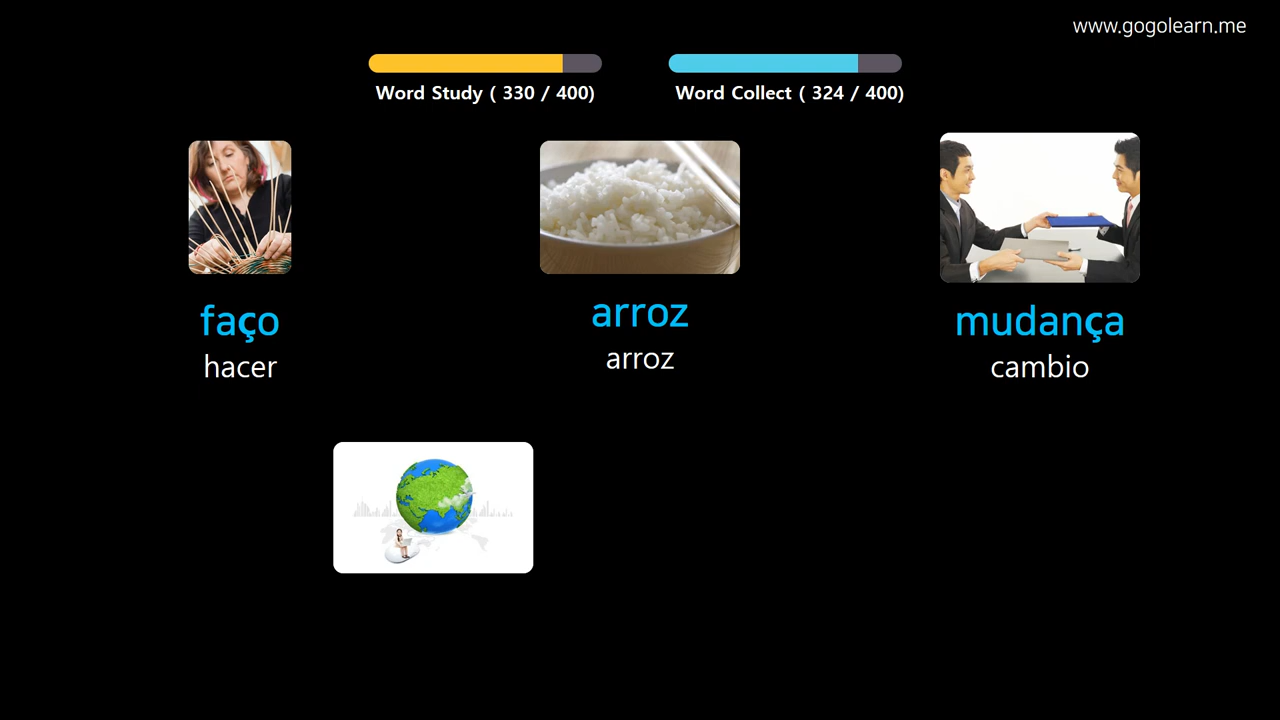 www.gogolearn.me
Word Study ( 330 / 400)
Word Collect ( 324 / 400)
faço
arroz
mudança
hacer
arroz
cambio